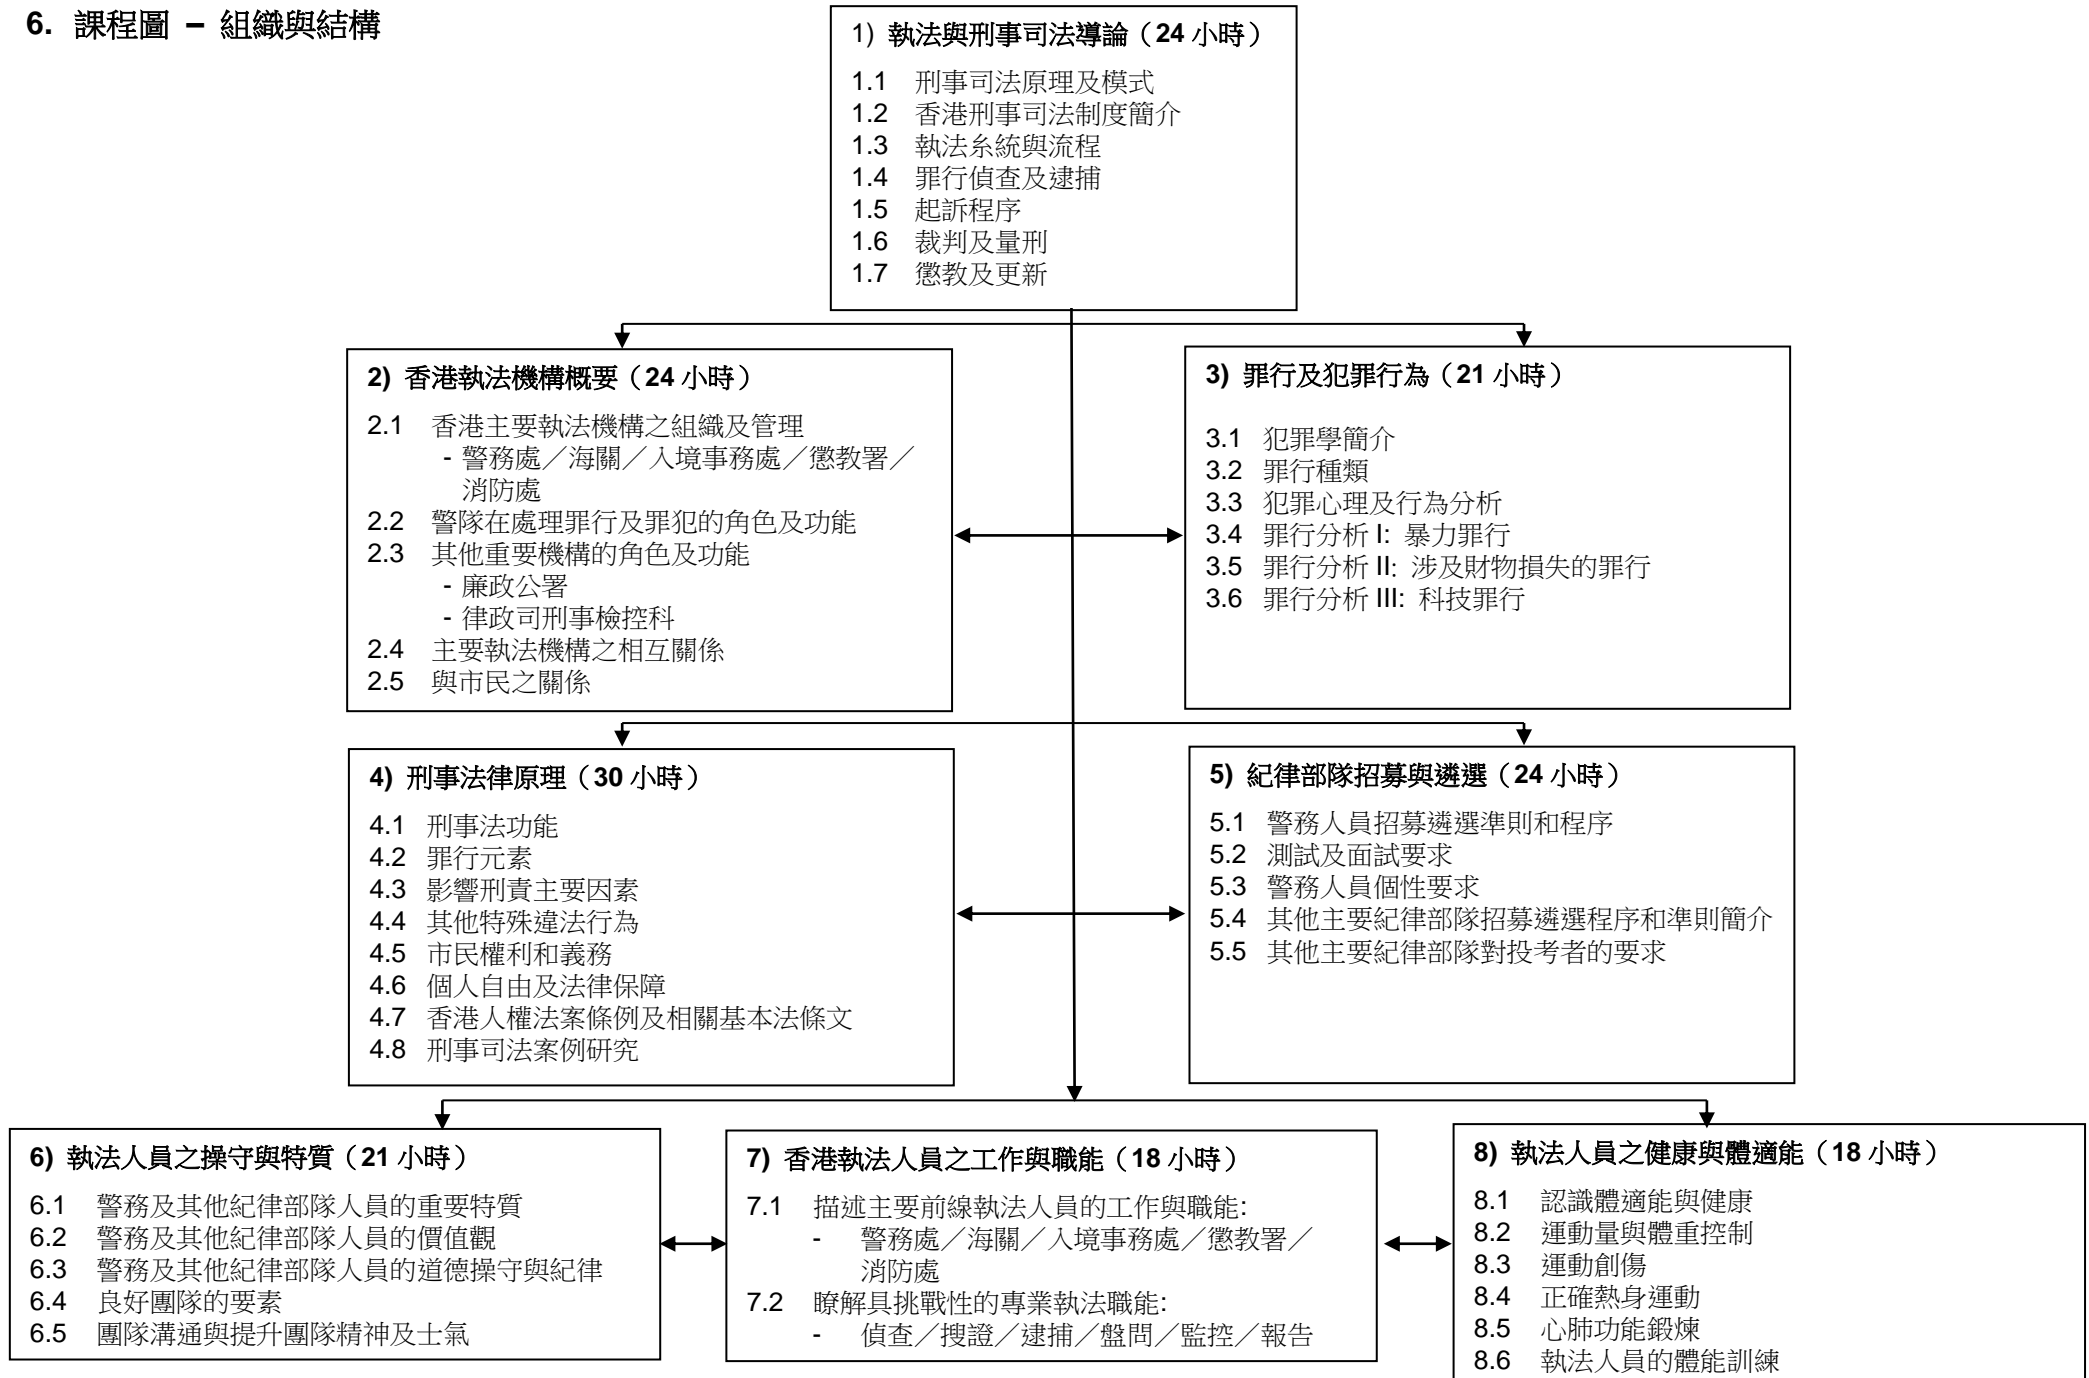 6. 課程圖 – 組織與結構
1) 執法與刑事司法導論（24 小時）
1.1 刑事司法原理及模式
1.2 香港刑事司法制度簡介
1.3 執法糸統與流程
1.4 罪行偵查及逮捕
1.5 起訴程序
1.6 裁判及量刑
1.7 懲教及更新
2) 香港執法機構概要（24 小時）
2.1 香港主要執法機構之組織及管理
- 警務處／海關／入境事務處／懲教署／
消防處
2.2 警隊在處理罪行及罪犯的角色及功能
2.3 其他重要機構的角色及功能
- 廉政公署
- 律政司刑事檢控科
2.4 主要執法機構之相互關係
2.5 與市民之關係
3) 罪行及犯罪行為（21 小時）
3.1 犯罪學簡介
3.2 罪行種類
3.3 犯罪心理及行為分析
3.4 罪行分析 I: 暴力罪行
3.5 罪行分析 II: 涉及財物損失的罪行
3.6 罪行分析 III: 科技罪行
4) 刑事法律原理（30 小時）
4.1 刑事法功能
4.2 罪行元素
4.3 影響刑責主要因素
4.4 其他特殊違法行為
4.5 市民權利和義務
4.6 個人自由及法律保障
4.7 香港人權法案條例及相關基本法條文
4.8 刑事司法案例研究
5) 紀律部隊招募與遴選（24 小時）
5.1 警務人員招募遴選準則和程序
5.2 測試及面試要求
5.3 警務人員個性要求
5.4 其他主要紀律部隊招募遴選程序和準則簡介
5.5 其他主要紀律部隊對投考者的要求
6) 執法人員之操守與特質（21 小時）
6.1 警務及其他紀律部隊人員的重要特質
6.2 警務及其他紀律部隊人員的價值觀
6.3 警務及其他紀律部隊人員的道德操守與紀律
6.4 良好團隊的要素
6.5 團隊溝通與提升團隊精神及士氣
7) 香港執法人員之工作與職能（18 小時）
7.1 描述主要前線執法人員的工作與職能:
- 警務處／海關／入境事務處／懲教署／
消防處
7.2 瞭解具挑戰性的專業執法職能:
- 偵查／搜證／逮捕／盤問／監控／報告
8) 執法人員之健康與體適能（18 小時）
8.1 認識體適能與健康
8.2 運動量與體重控制
8.3 運動創傷
8.4 正確熱身運動
8.5 心肺功能鍛煉
8.6 執法人員的體能訓練